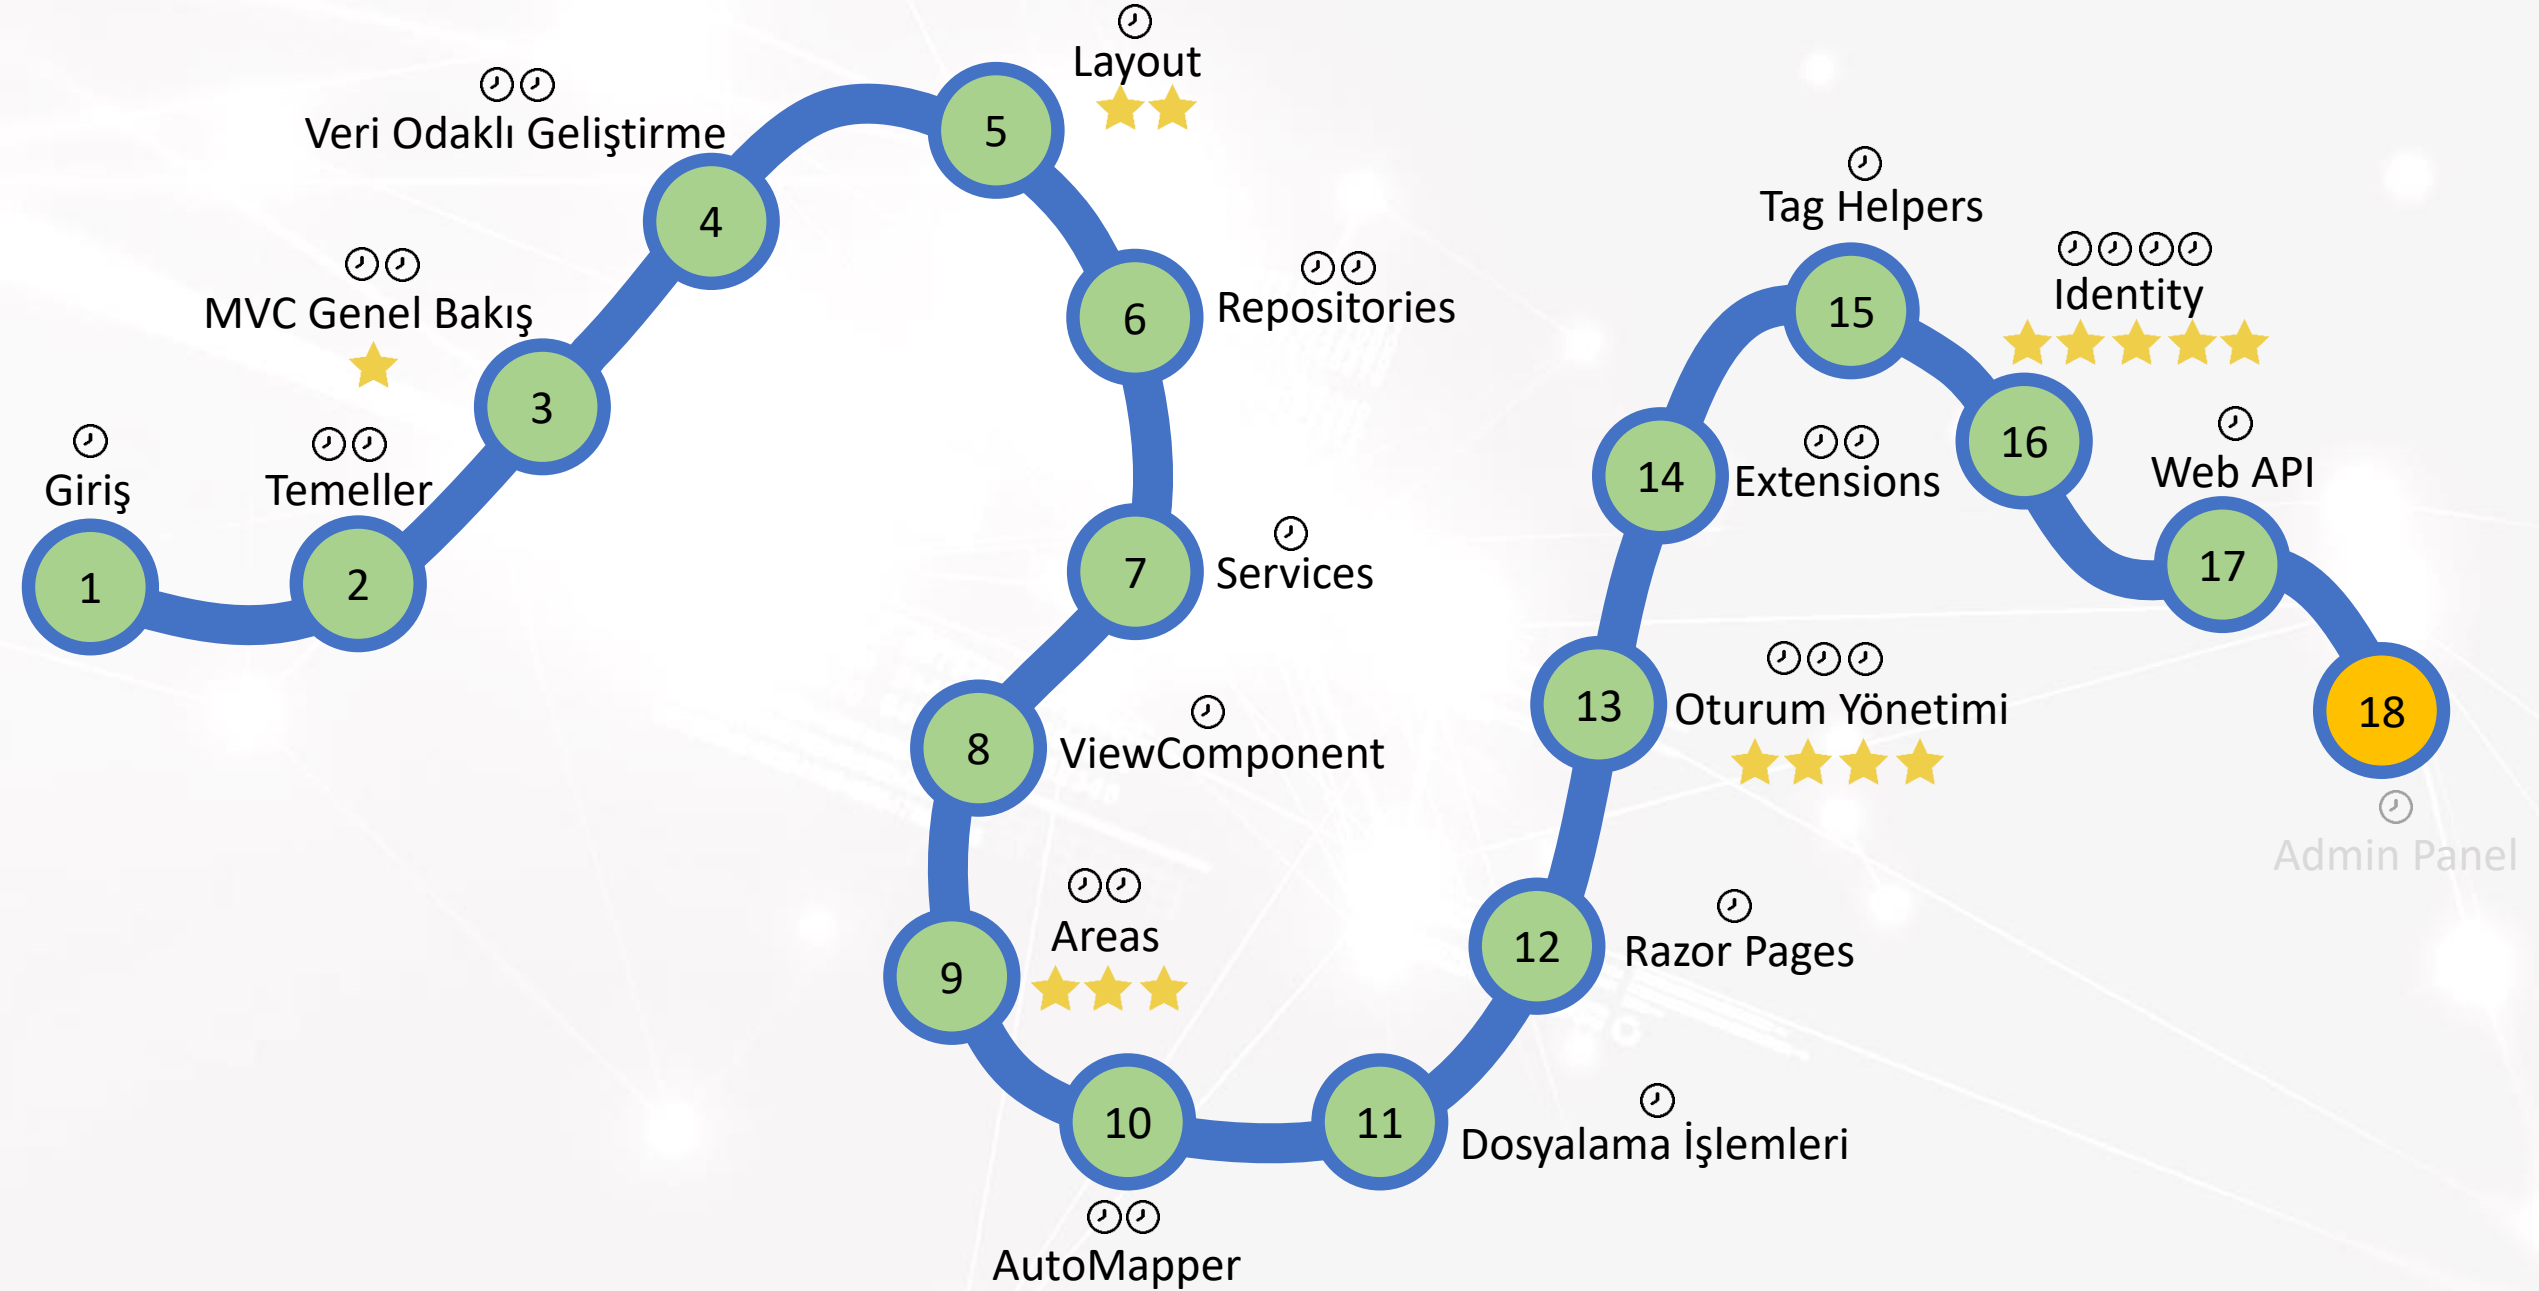 1
Giriş
2
Temeller
3
MVC Genel Bakış
4
Veri Odaklı Geliştirme
5
Layout
6
Repositories
7
Services
8
ViewComponent
9
Areas
10
AutoMapper
11
Dosyalama İşlemleri
12
Razor Pages
13
Oturum Yönetimi
14
Extensions
15
Tag Helpers
16
Identity
17
Web API
18
Admin Panel